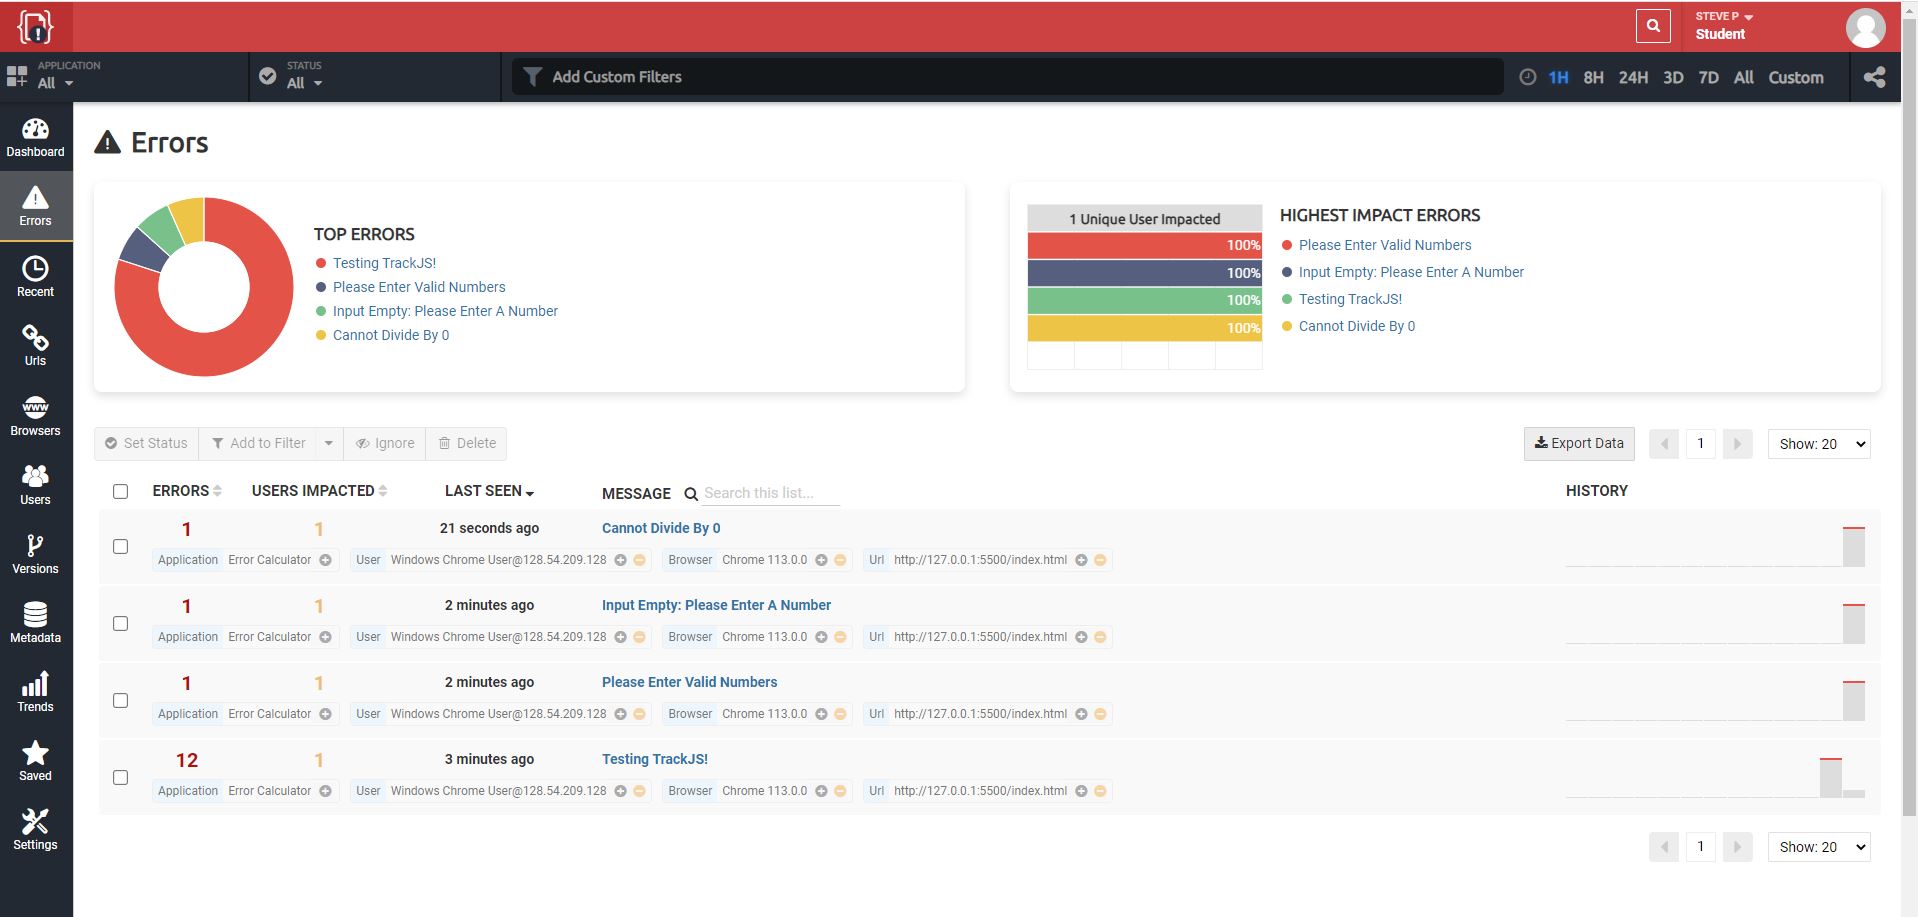 STEVE P
Student
APPLICATION
All
STATUS
All
Add Custom Filters
1H 8H 24H 3D 7D All Custom
Dashboard
Errors
Recent
Urls
WWW
Browsers
Users
Versions
Metadata
Trends
Saved
Settings
Errors
TOP ERRORS
Testing TrackJS!
Please Enter Valid Numbers
Input Empty: Please Enter A Number
Cannot Divide By 0
1 Unique User Impacted
100%
100%
100%
100%
HIGHEST IMPACT ERRORS
Please Enter Valid Numbers
Input Empty: Please Enter A Number
Testing TrackJS!
Cannot Divide By 0
Set Status Add to Filter Ignore Delete
Export Data 1 Show: 20
ERRORS USERS IMPACTED LAST SEEN MESSAGE Search this list... HISTORY
1 1 21 seconds ago Cannot Divide By 0
Application Error Calculator User Windows Chrome User@128.54.209.128 Browser Chrome 113.0.0 Url http://127.0.0.1:5500/index.html
1 1 2 minutes ago Input Empty: Please Enter A Number
Application Error Calculator User Windows Chrome User@128.54.209.128 Browser Chrome 113.0.0 Url http://127.0.0.1:5500/index.html
1 1 2 minutes ago Please Enter Valid Numbers
Application Error Calculator User Windows Chrome User@128.54.209.128 Browser Chrome 113.0.0 Url http://127.0.0.1:5500/index.html
12 1 3 minutes ago Testing TrackJS!
Application Error Calculator User Windows Chrome User@128.54.209.128 Browser Chrome 113.0.0 Url http://127.0.0.1:5500/index.html
1 Show: 20